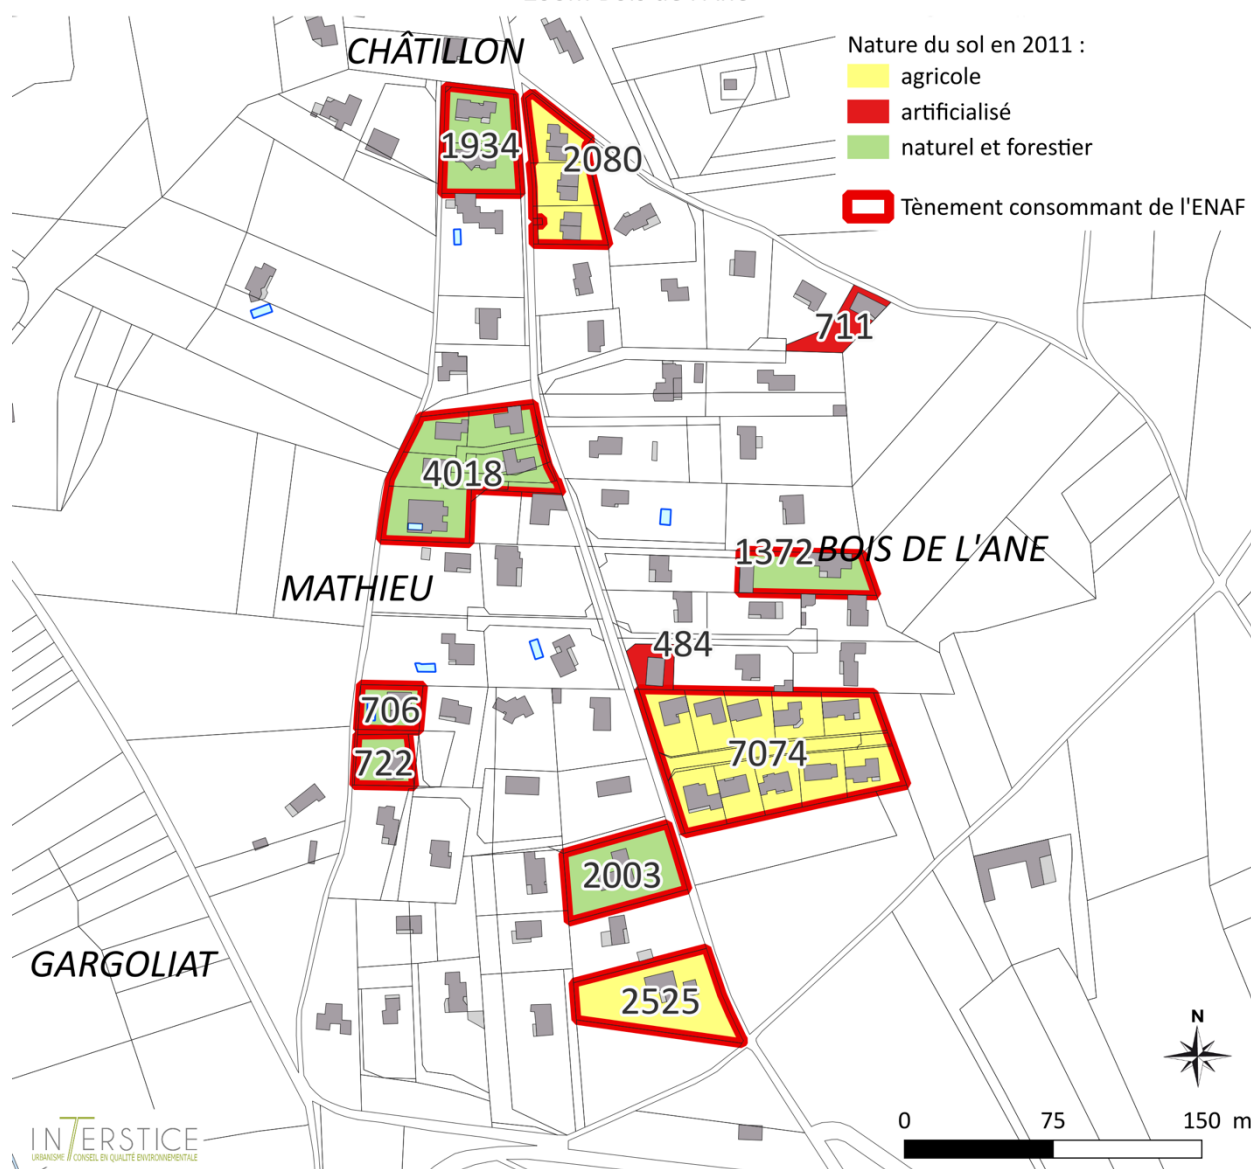 CHÂTILLON
Nature du sol en 2011 :
agricole
artificialisé
naturel et forestier
Tènement consommant de l'ENAF
1934
2080
711
4018
1372
BOIS DE L'ANE
MATHIEU
484
706
722
7074
2003
GARGOLIAT
2525
N
0 75 150 m
INTERSTICE
URBANISME / CONSEIL EN QUALITÉ ENVIRONNEMENTALE